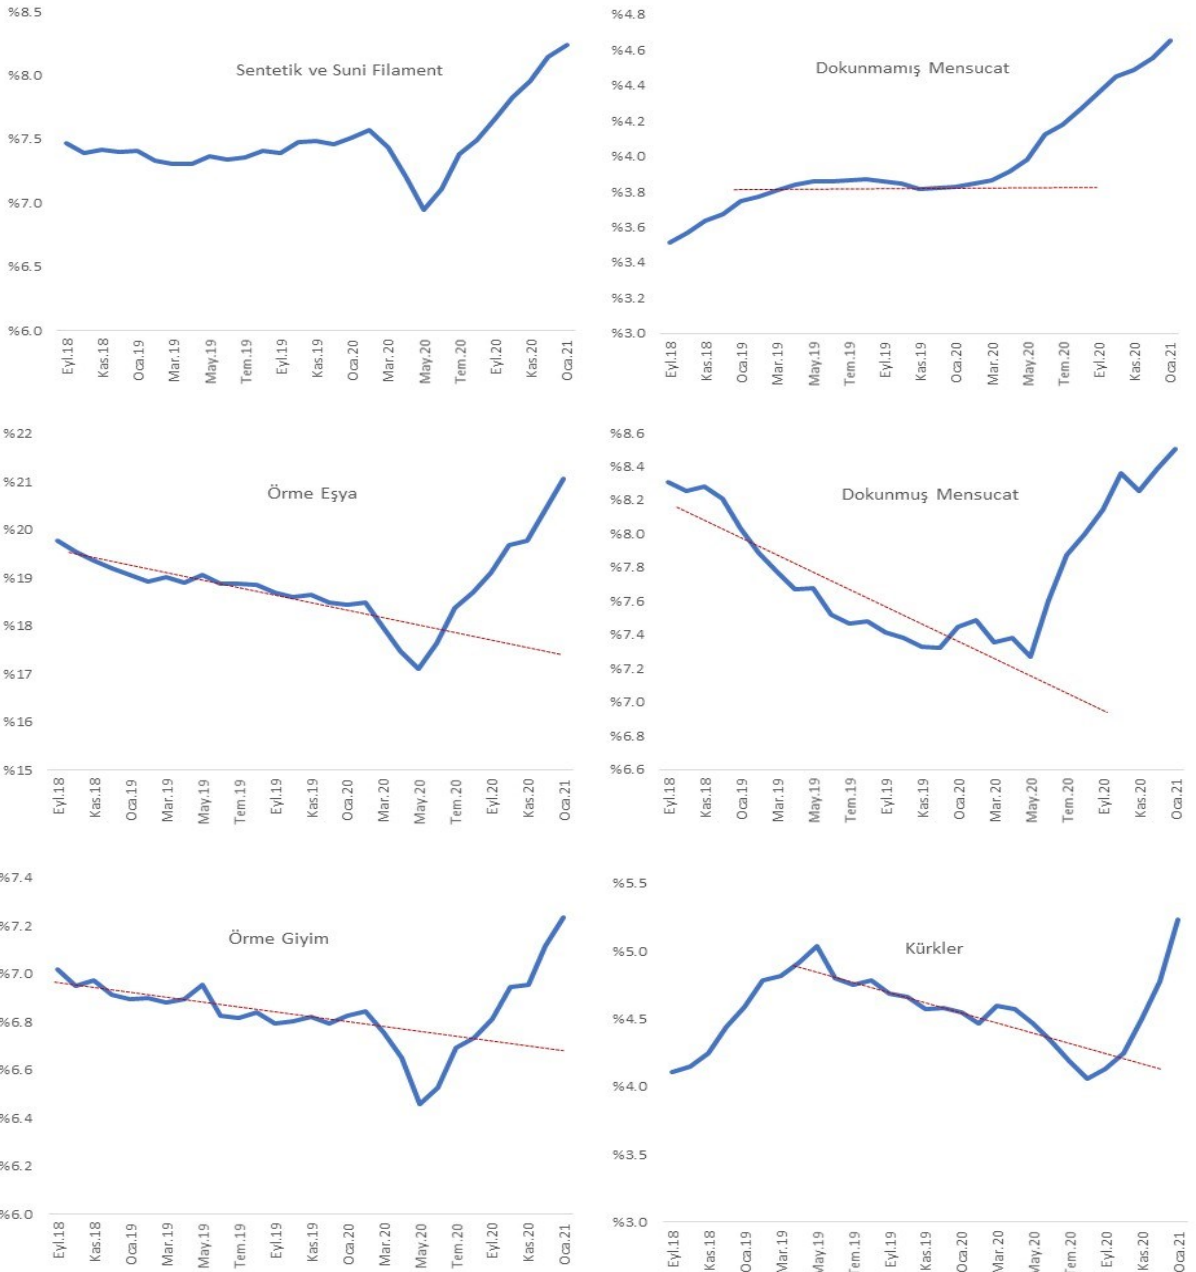 Sentetik ve Suni Filament
%8.5
%8.0
%7.5
%7.0
%6.5
%6.0
Eyl.18
Kas.18
Oca.19
Mar.19
May.19
Tem.19
Eyl.19
Kas.19
Oca.20
Mar.20
May.20
Tem.20
Eyl.20
Kas.20
Oca.21
Dokunmamış Mensucat
%4.8
%4.6
%4.4
%4.2
%4.0
%3.8
%3.6
%3.4
%3.2
%3.0
Eyl.18
Kas.18
Oca.19
Mar.19
May.19
Tem.19
Eyl.19
Kas.19
Oca.20
Mar.20
May.20
Tem.20
Eyl.20
Kas.20
Oca.21
Örme Eşya
%22
%21
%20
%19
%18
%17
%16
%15
Eyl.18
Kas.18
Oca.19
Mar.19
May.19
Tem.19
Eyl.19
Kas.19
Oca.20
Mar.20
May.20
Tem.20
Eyl.20
Kas.20
Oca.21
Dokunmuş Mensucat
%8.6
%8.4
%8.2
%8.0
%7.8
%7.6
%7.4
%7.2
%7.0
%6.8
%6.6
Eyl.18
Kas.18
Oca.19
Mar.19
May.19
Tem.19
Eyl.19
Kas.19
Oca.20
Mar.20
May.20
Tem.20
Eyl.20
Kas.20
Oca.21
Örme Giyim
%7.4
%7.2
%7.0
%6.8
%6.6
%6.4
%6.2
%6.0
Eyl.18
Kas.18
Oca.19
Mar.19
May.19
Tem.19
Eyl.19
Kas.19
Oca.20
Mar.20
May.20
Tem.20
Eyl.20
Kas.20
Oca.21
Kürkler
%5.5
%5.0
%4.5
%4.0
%3.5
%3.0
Eyl.18
Kas.18
Oca.19
Mar.19
May.19
Tem.19
Eyl.19
Kas.19
Oca.20
Mar.20
May.20
Tem.20
Eyl.20
Kas.20
Oca.21